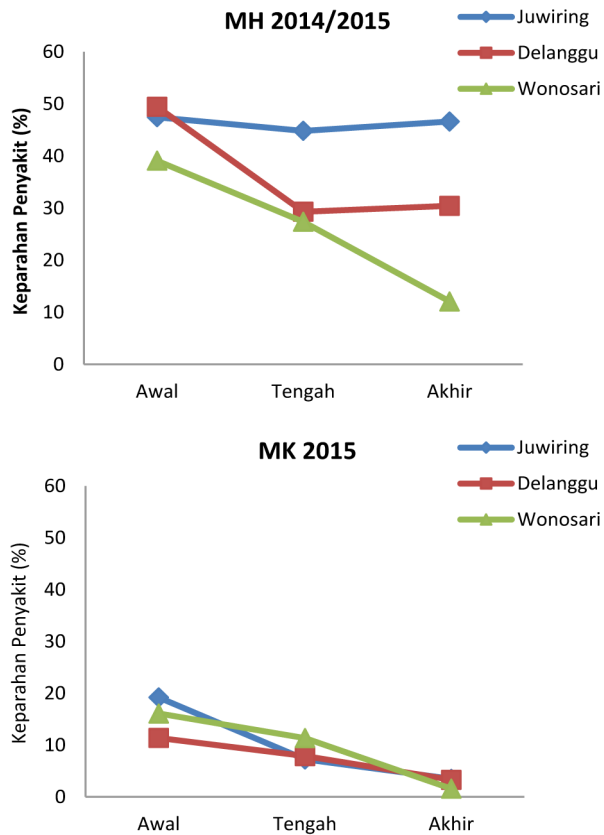 MH 2014/2015
Juwiring
Delanggu
Wonosari
Keparahan Penyakit (%)
60
50
40
30
20
10
0
Awal Tengah Akhir
MK 2015
Juwiring
Delanggu
Wonosari
Keparahan Penyakit (%)
60
50
40
30
20
10
0
Awal Tengah Akhir